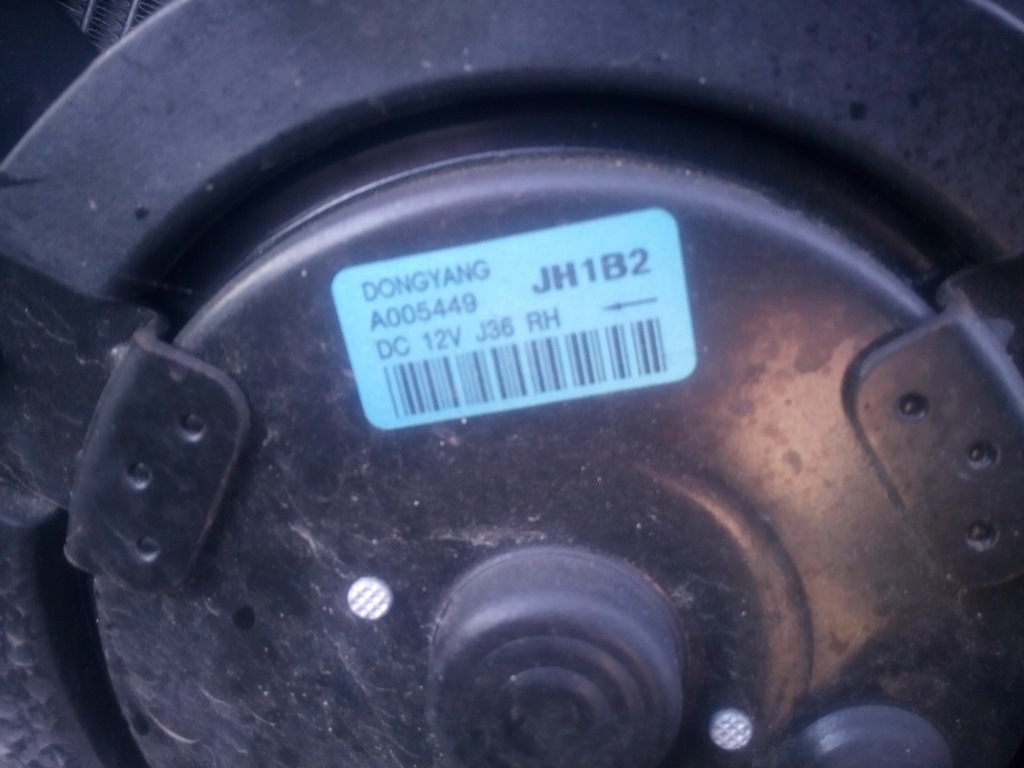 DONGYANG JH1B2
A005449
DC 12V J36 RH